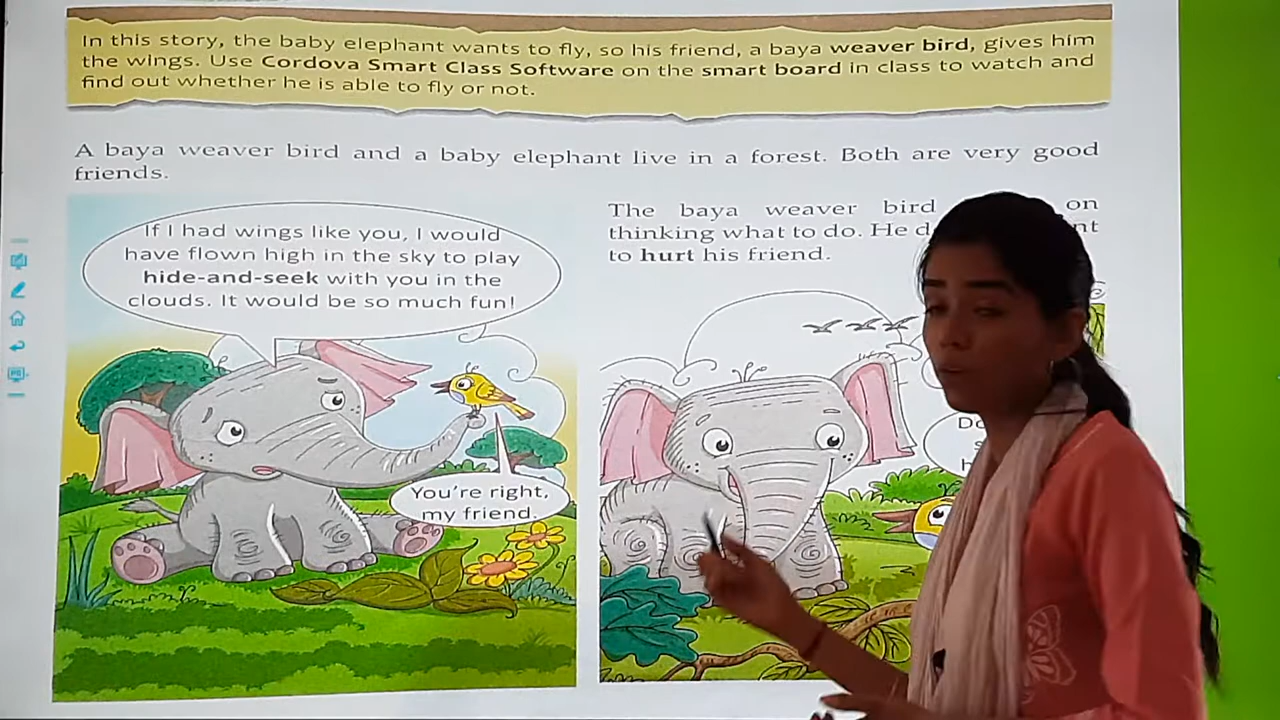 In this story, the baby elephant wants to fly, so his friend, a baya weaver bird, gives him
the wings. Use Cordova Smart Class Software on the smart board in class to watch and
find out whether he is able to fly or not.
A baya weaver bird and a baby elephant live in a forest. Both are very good
friends.
If I had wings like you, I would
have flown high in the sky to play
hide-and-seek with you in the
clouds. It would be so much fun!
You're right,
my friend.
The baya weaver bird on
thinking what to do. He
to hurt his friend.